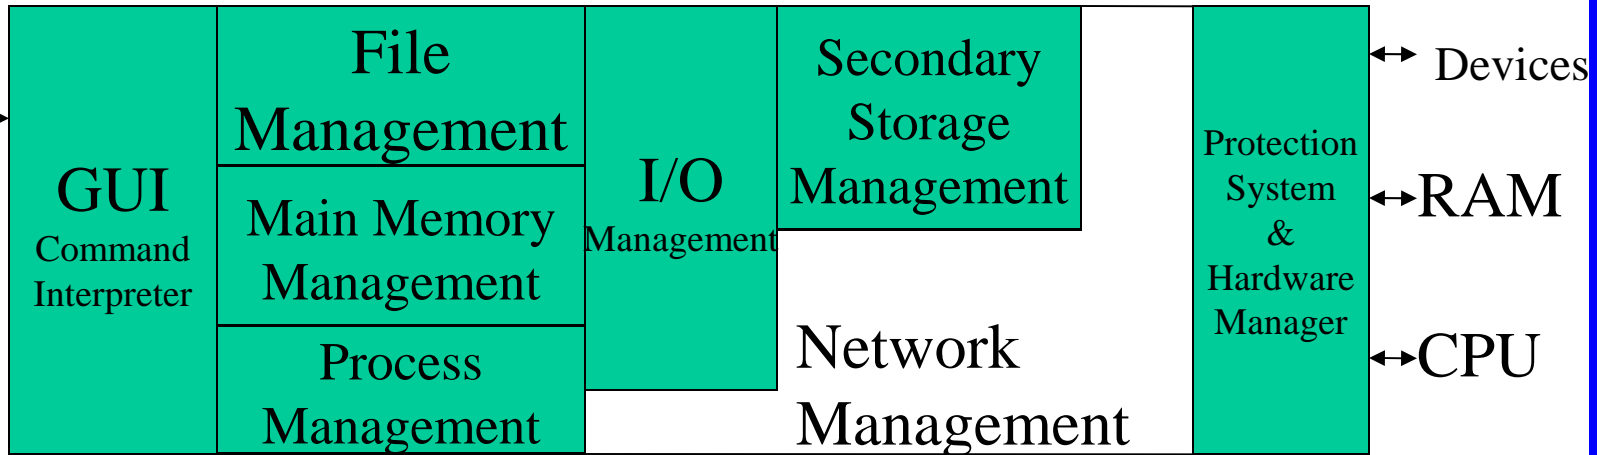 GUI
Command
Interpreter
File
Management
Main Memory
Management
Process
Management
I/O
Management
Secondary
Storage
Management
Network
Management
Protection
System
&
Hardware
Manager
Devices
RAM
CPU